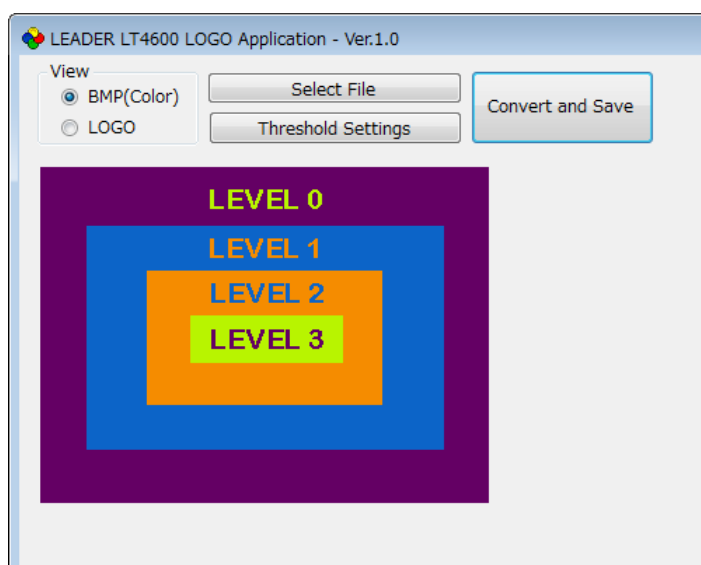 LEADER LT4600 LOGO Application - Ver.1.0
View
BMP(Color)
LOGO
Select File
Threshold Settings
Convert and Save
LEVEL 0
LEVEL 1
LEVEL 2
LEVEL 3